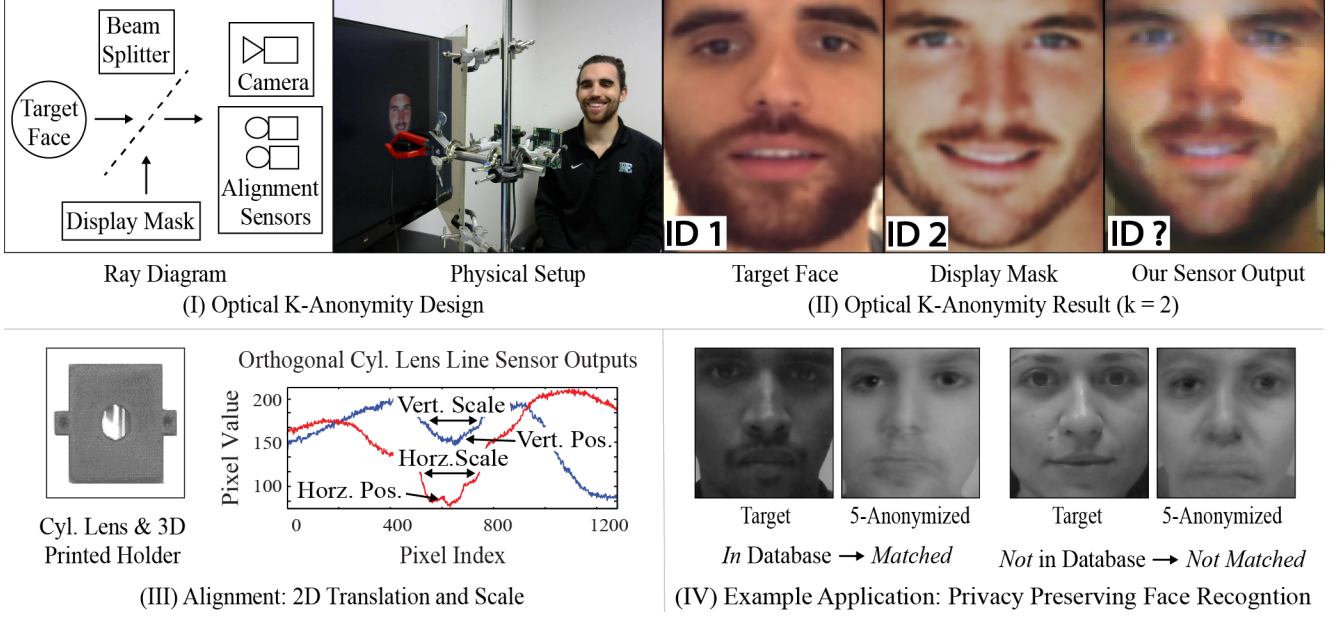 Beam
Splitter
Camera
Target
Face
Alignment
Sensors
Display Mask
ID 1
ID 2
ID ?
Ray Diagram
Physical Setup
Target Face
Display Mask
Our Sensor Output
(I) Optical K-Anonymity Design
(II) Optical K-Anonymity Result (k = 2)
Cyl. Lens & 3D
Printed Holder
Orthogonal Cyl. Lens Line Sensor Outputs
Pixel Value
200
150
100
Vert. Scale
Vert. Pos.
Horz.Scale
Horz. Pos.
0
400
800
1200
Pixel Index
(III) Alignment: 2D Translation and Scale
Target
5-Anonymized
Target
5-Anonymized
In Database → Matched
Not in Database → Not Matched
(IV) Example Application: Privacy Preserving Face Recogntion